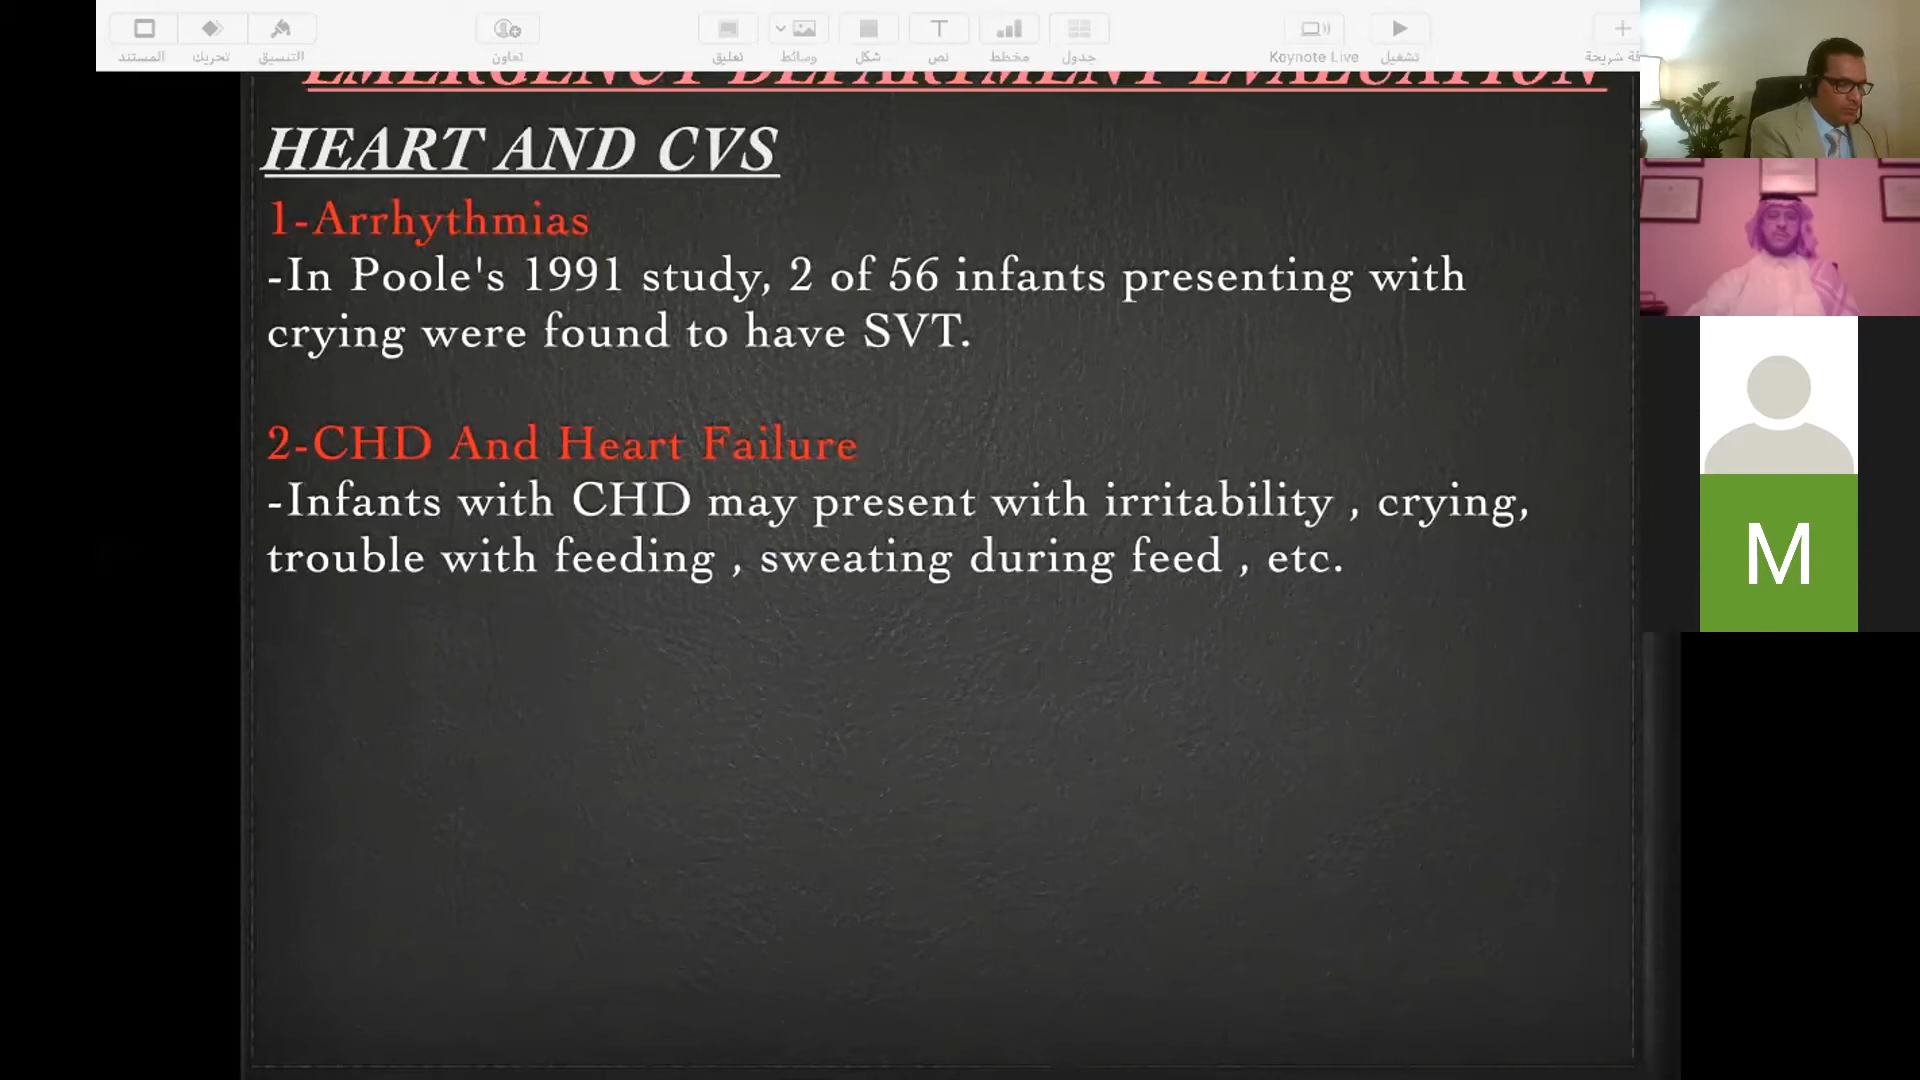 المستند
تحريك
التنسيق
تعاون
تعليق
وسائط
شكل
نص
مخطط
جدول
Keynote Live
تشغيل
شريحة
EMERGENCY DEPARTMENT EVALUATION
HEART AND CVS
1-Arrhythmias
-In Poole's 1991 study, 2 of 56 infants presenting with
crying were found to have SVT.
2-CHD And Heart Failure
-Infants with CHD may present with irritability , crying,
trouble with feeding , sweating during feed , etc.
M